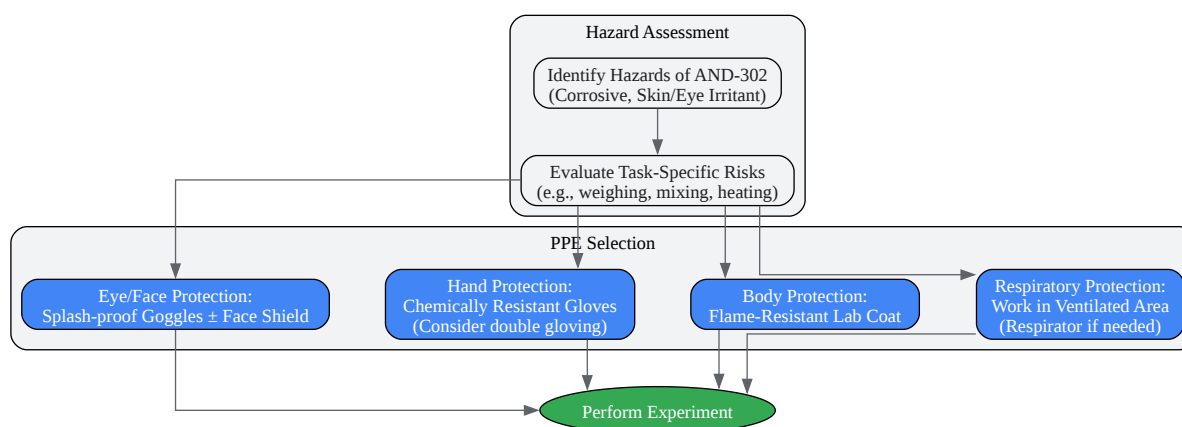 Hazard Assessment
Identify Hazards of AND-302
(Corrosive, Skin/Eye Irritant)
Evaluate Task-Specific Risks
(e.g., weighing, mixing, heating)
PPE Selection
Eye/Face Protection:
Splash-proof Goggles ± Face Shield
Hand Protection:
Chemically Resistant Gloves
(Consider double gloving)
Body Protection:
Flame-Resistant Lab Coat
Respiratory Protection:
Work in Ventilated Area
(Respirator if needed)
Perform Experiment